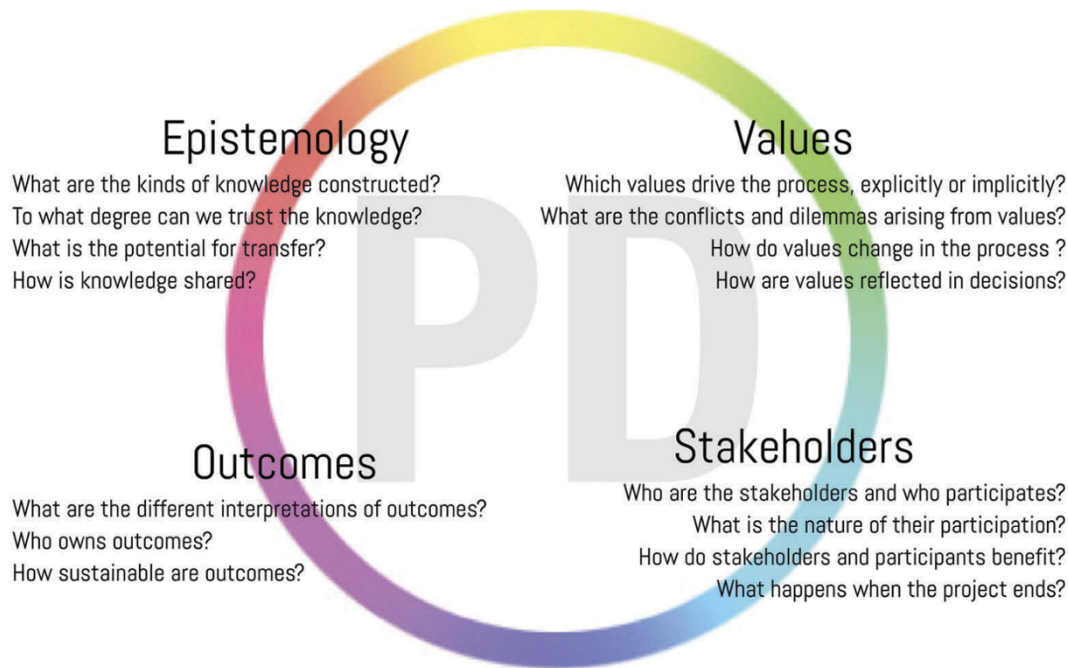 PD
Epistemology
What are the kinds of knowledge constructed?
To what degree can we trust the knowledge?
What is the potential for transfer?
How is knowledge shared?
Values
Which values drive the process, explicitly or implicitly?
What are the conflicts and dilemmas arising from values?
How do values change in the process ?
How are values reflected in decisions?
Outcomes
What are the different interpretations of outcomes?
Who owns outcomes?
How sustainable are outcomes?
Stakeholders
Who are the stakeholders and who participates?
What is the nature of their participation?
How do stakeholders and participants benefit?
What happens when the project ends?